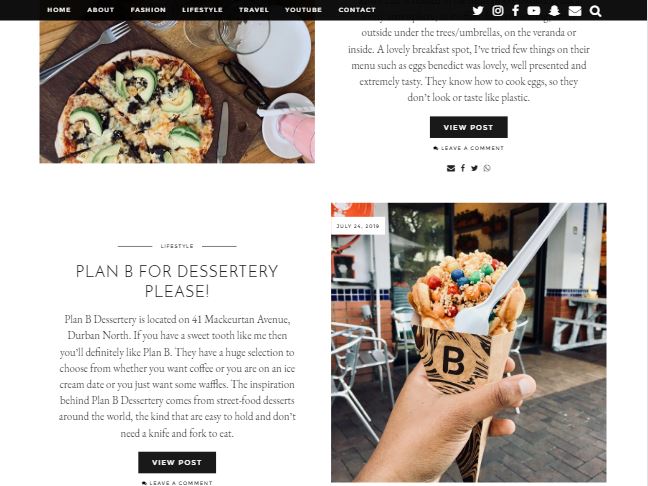 HOME ABOUT FASHION LIFESTYLE TRAVEL YOUTUBE CONTACT
outside under the trees/umbrellas, on the veranda or
inside. A lovely breakfast spot, I've tried few things on their
menu such as eggs benedict was lovely, well presented and
extremely tasty. They know how to cook eggs, so they
don't look or taste like plastic.
VIEW POST
LEAVE A COMMENT
JULY 24, 2019
LIFESTYLE
PLAN B FOR DESSERTERY
PLEASE!
Plan B Dessertery is located on 41 Mackeurtan Avenue,
Durban North. If you have a sweet tooth like me then
you'll definitely like Plan B. They have a huge selection to
choose from whether you want coffee or you are on an ice
cream date or you just want some waffles. The inspiration
behind Plan B Dessertery comes from street-food desserts
around the world, the kind that are easy to hold and don't
need a knife and fork to eat.
VIEW POST
LEAVE A COMMENT
B